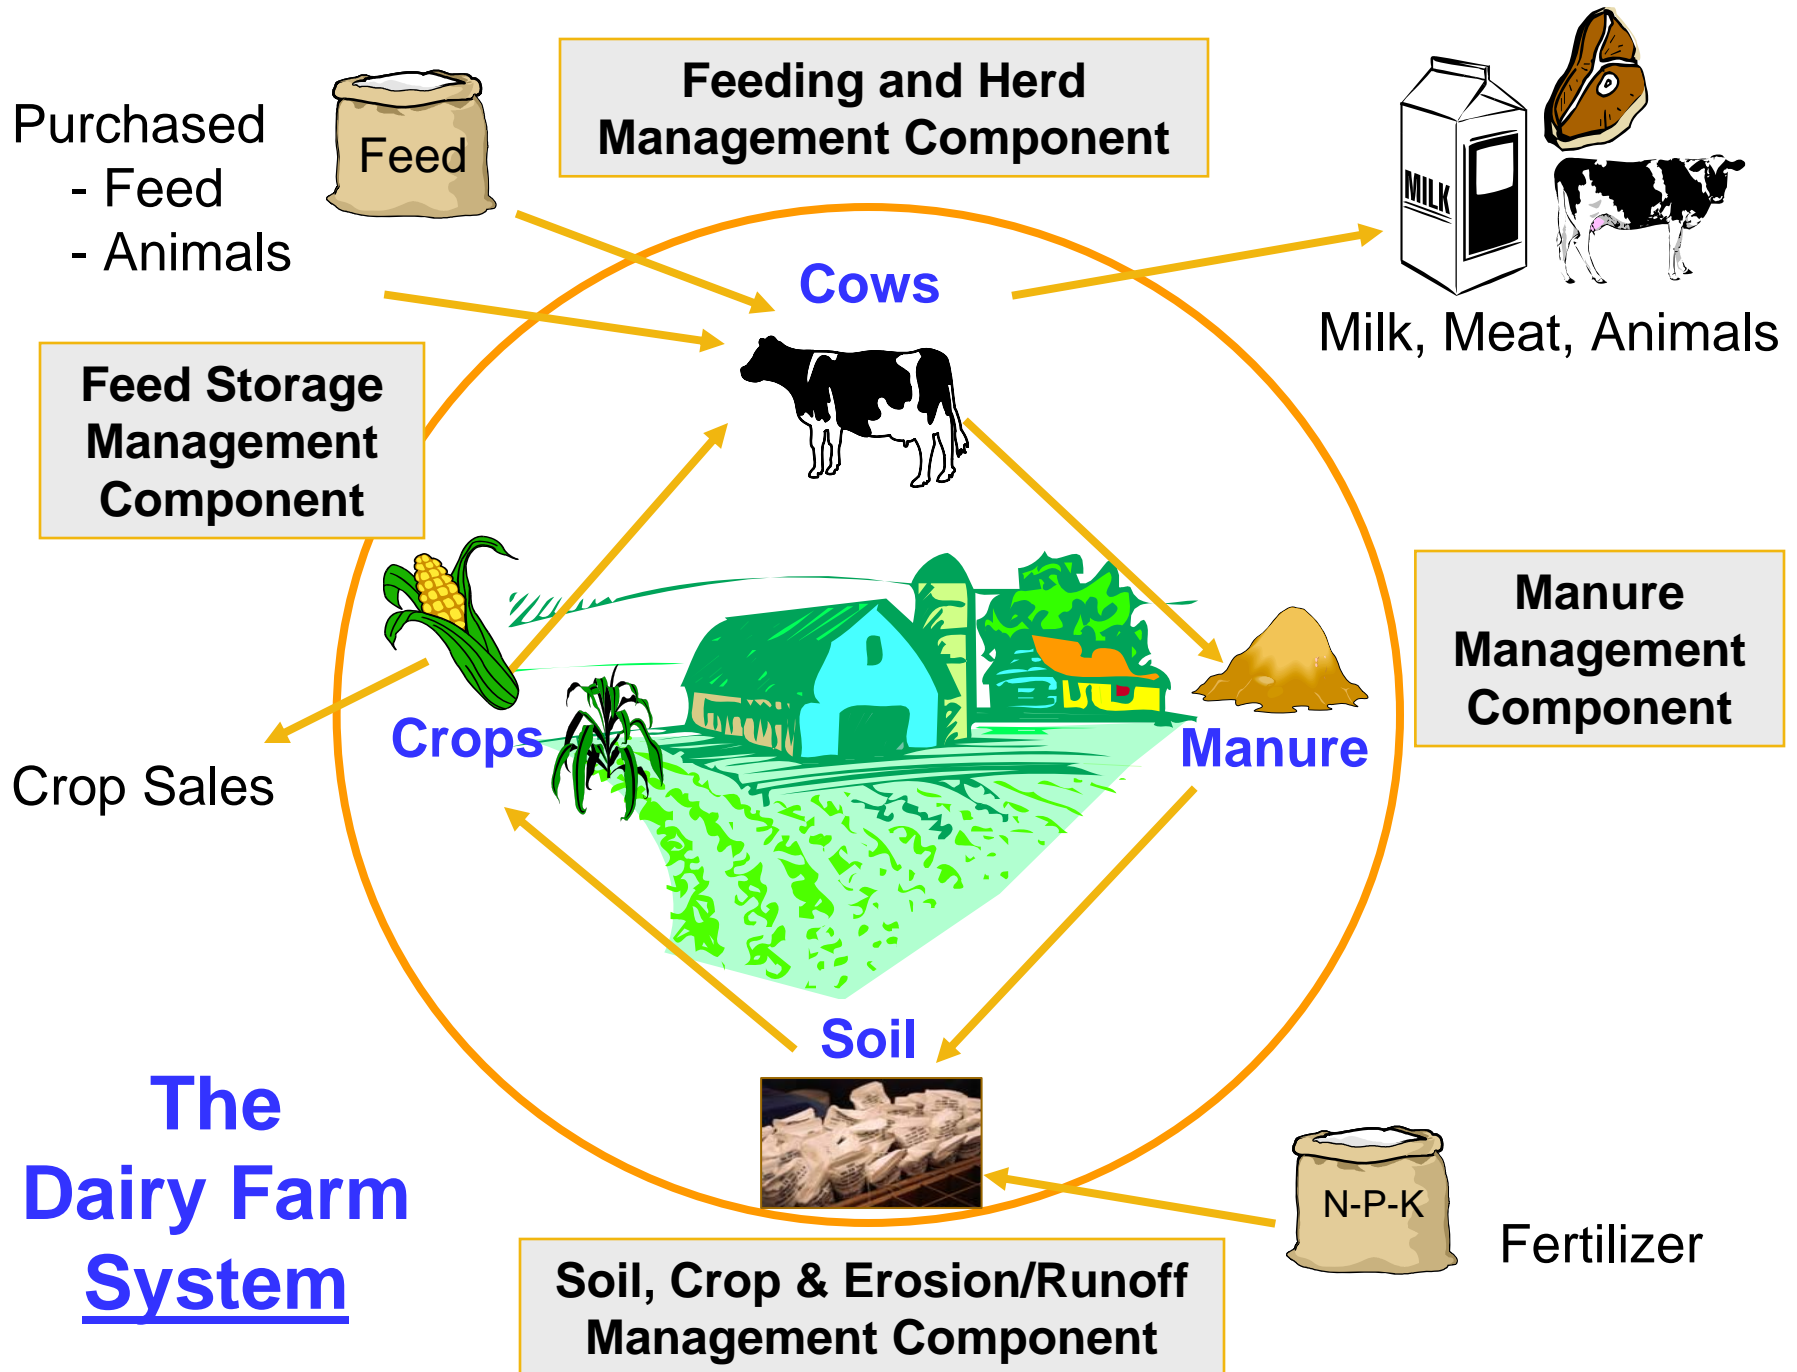 Feeding and Herd
Management Component
Purchased
- Feed
- Animals
Feed
MILK
Cows
Milk, Meat, Animals
Feed Storage
Management
Component
Manure
Management
Component
Crops
Manure
Crop Sales
Soil
The
Dairy Farm
System
N-P-K
Fertilizer
Soil, Crop & Erosion/Runoff
Management Component